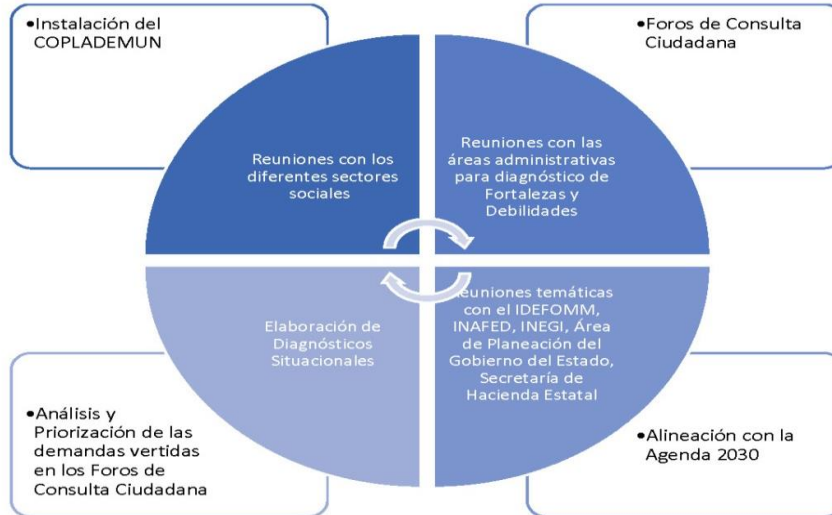 •Instalación del
COPLADEMUN
•Foros de Consulta
Ciudadana
Reuniones con los
diferentes sectores
sociales
Reuniones con las
áreas administrativas
para diagnóstico de
Fortalezas y
Debilidades
Elaboración de
Diagnósticos
Situacionales
Reuniones temáticas
con el IDEFOMM,
INAFED, INEGI, Área
de Planeación del
Gobierno del Estado,
Secretaría de
Hacienda Estatal
•Análisis y
Priorización de las
demandas vertidas
en los Foros de
Consulta Ciudadana
•Alineación con la
Agenda 2030